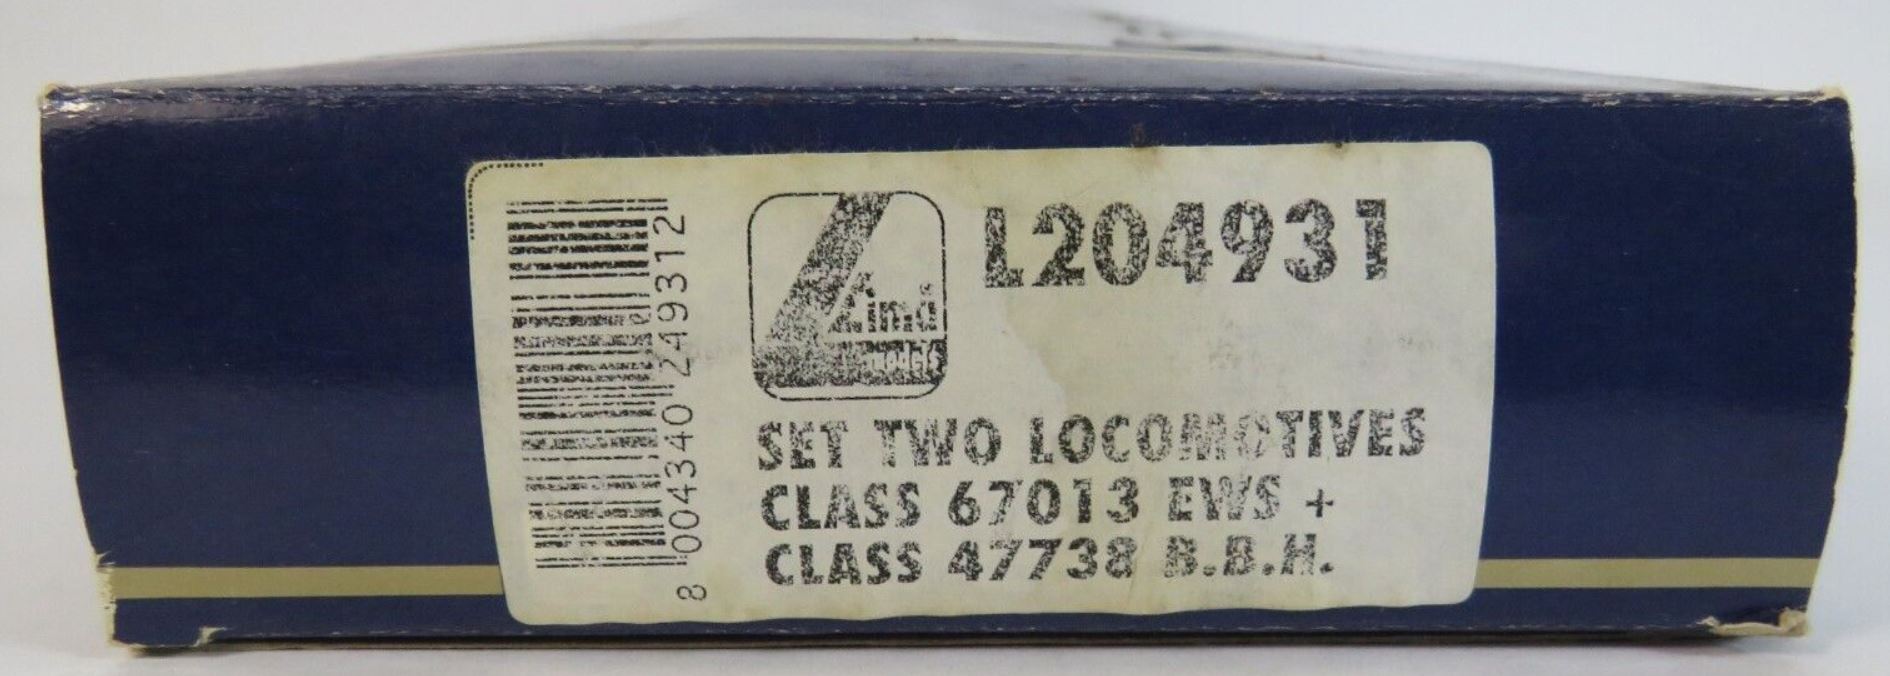 8 004340 249312
Lima
models
L204931
SET TWO LOCOMOTIVES
CLASS 67013 EWS +
CLASS 47738 B.B.H.